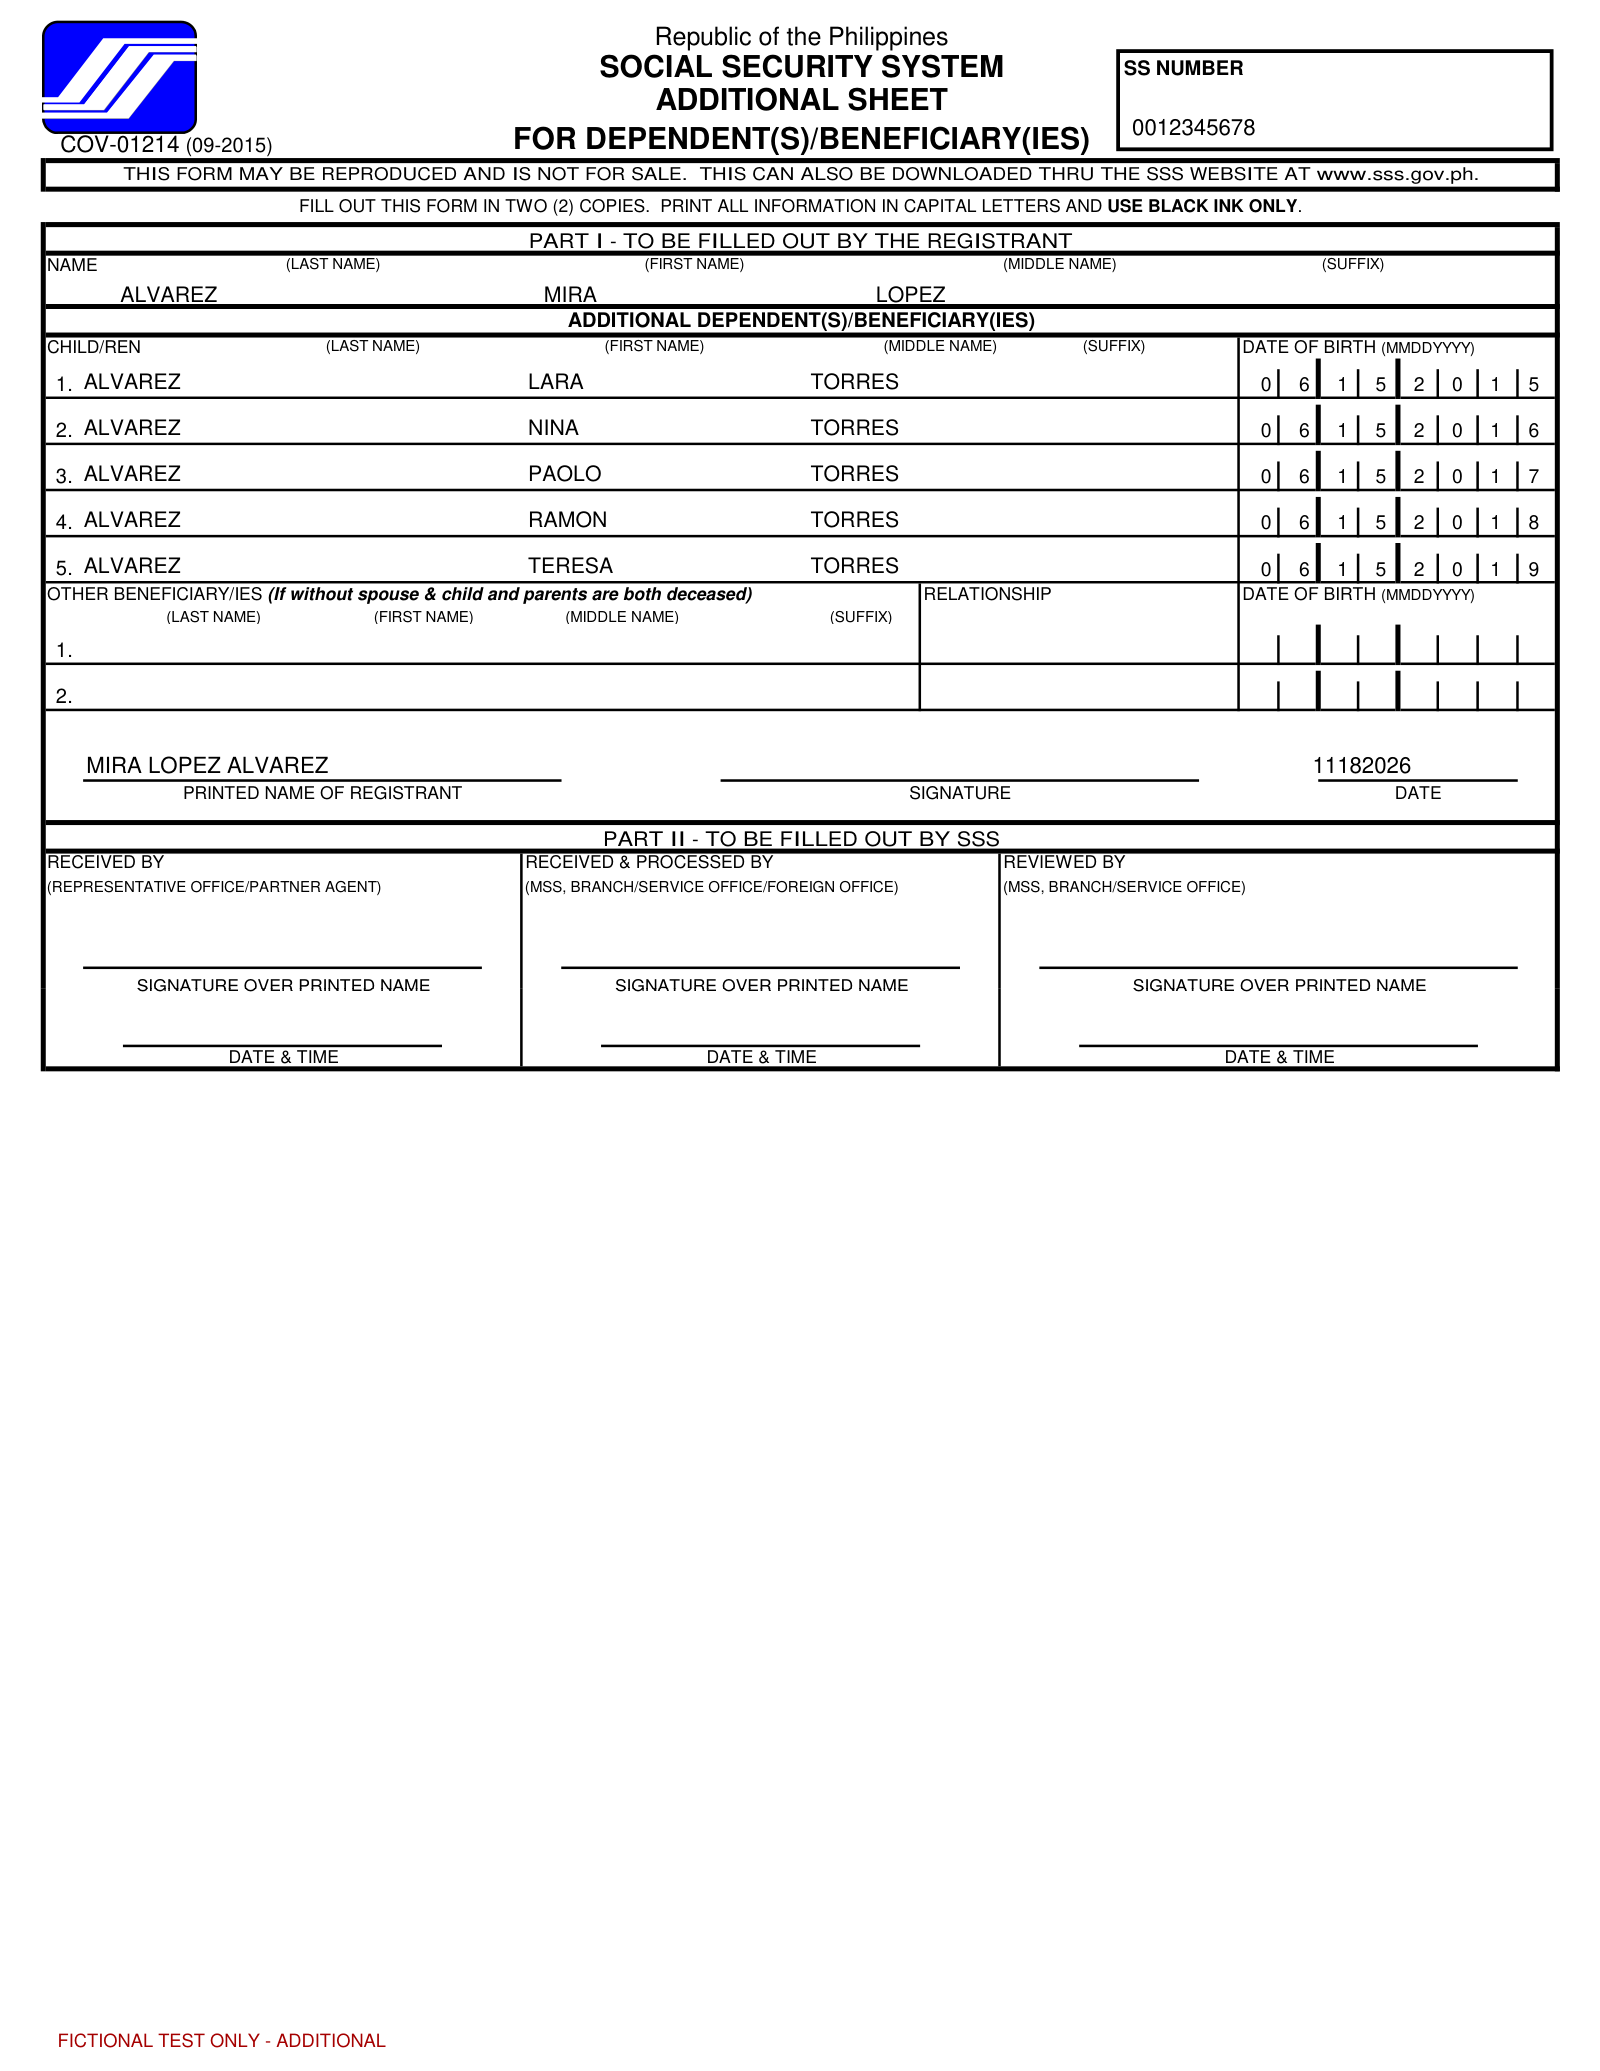 Republic of the Philippines
SOCIAL SECURITY SYSTEM
ADDITIONAL SHEET
FOR DEPENDENT(S)/BENEFICIARY(IES)
COV-01214 (09-2015)
SS NUMBER
0012345678
THIS FORM MAY BE REPRODUCED AND IS NOT FOR SALE. THIS CAN ALSO BE DOWNLOADED THRU THE SSS WEBSITE AT www.sss.gov.ph.
FILL OUT THIS FORM IN TWO (2) COPIES. PRINT ALL INFORMATION IN CAPITAL LETTERS AND USE BLACK INK ONLY.
PART I - TO BE FILLED OUT BY THE REGISTRANT
NAME (LAST NAME) (FIRST NAME) (MIDDLE NAME) (SUFFIX)
ALVAREZ MIRA LOPEZ
ADDITIONAL DEPENDENT(S)/BENEFICIARY(IES)
CHILD/REN (LAST NAME) (FIRST NAME) (MIDDLE NAME) (SUFFIX) DATE OF BIRTH (MMDDYYYY)
1. ALVAREZ LARA TORRES 0 6 1 5 2 0 1 5
2. ALVAREZ NINA TORRES 0 6 1 5 2 0 1 6
3. ALVAREZ PAOLO TORRES 0 6 1 5 2 0 1 7
4. ALVAREZ RAMON TORRES 0 6 1 5 2 0 1 8
5. ALVAREZ TERESA TORRES 0 6 1 5 2 0 1 9
OTHER BENEFICIARY/IES (If without spouse & child and parents are both deceased) RELATIONSHIP DATE OF BIRTH (MMDDYYYY)
(LAST NAME) (FIRST NAME) (MIDDLE NAME) (SUFFIX)
1.
2.
MIRA LOPEZ ALVAREZ 11182026
PRINTED NAME OF REGISTRANT SIGNATURE DATE
PART II - TO BE FILLED OUT BY SSS
RECEIVED BY RECEIVED & PROCESSED BY REVIEWED BY
(REPRESENTATIVE OFFICE/PARTNER AGENT) (MSS, BRANCH/SERVICE OFFICE/FOREIGN OFFICE) (MSS, BRANCH/SERVICE OFFICE)
SIGNATURE OVER PRINTED NAME SIGNATURE OVER PRINTED NAME SIGNATURE OVER PRINTED NAME
DATE & TIME DATE & TIME DATE & TIME
FICTIONAL TEST ONLY - ADDITIONAL